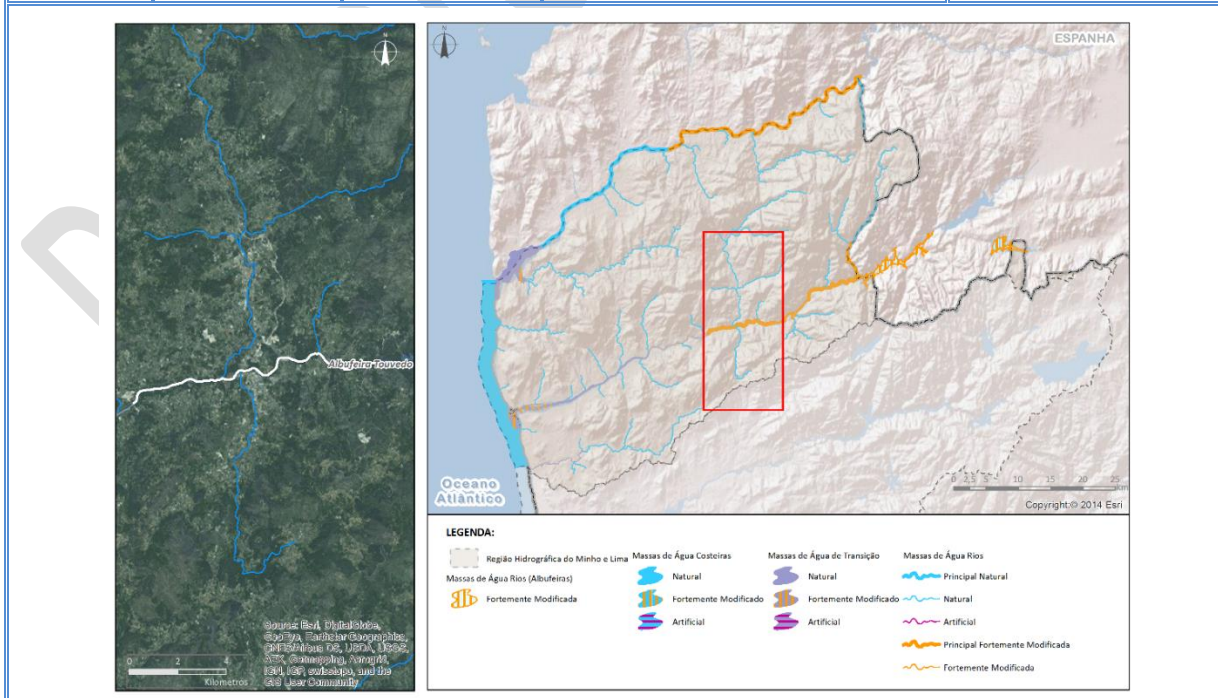 N
Albufeira Touvedo
Source: Esri, DigitalGlobe,
GeoEye, Earthstar Geographics,
CNES/Airbus DS, USDA, USGS,
AEX, Getmapping, Aerogrid,
IGN, IGP, swisstopo, and the
GIS User Community
0 2 4
Kilometros
N
ESPANHA
Oceano
Atlântico
0 2,5 5 10 15 20 25
Copyright:© 2014 Esri
LEGENDA:
Região Hidrográfica do Minho e Lima
Massas de Água Rios (Albufeiras)
Fortemente Modificada
Massas de Água Costeiras
Natural
Fortemente Modificado
Artificial
Massas de Água de Transição
Natural
Fortemente Modificado
Artificial
Massas de Água Rios
Principal Natural
Natural
Artificial
Principal Fortemente Modificada
Fortemente Modificada